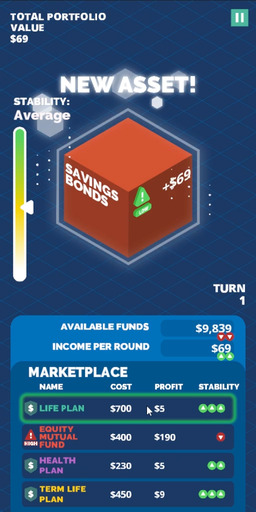 TOTAL PORTFOLIO
VALUE
$69
NEW ASSET!
STABILITY:
Average
SAVINGS
BONDS
+$69
LOW
TURN
1
AVAILABLE FUNDS $9,839
INCOME PER ROUND $69
MARKETPLACE
NAME COST PROFIT STABILITY
LIFE PLAN $700 $5
EQUITY
MUTUAL
FUND $400 $190
HIGH
HEALTH
PLAN $230 $5
TERM LIFE
PLAN $450 $9